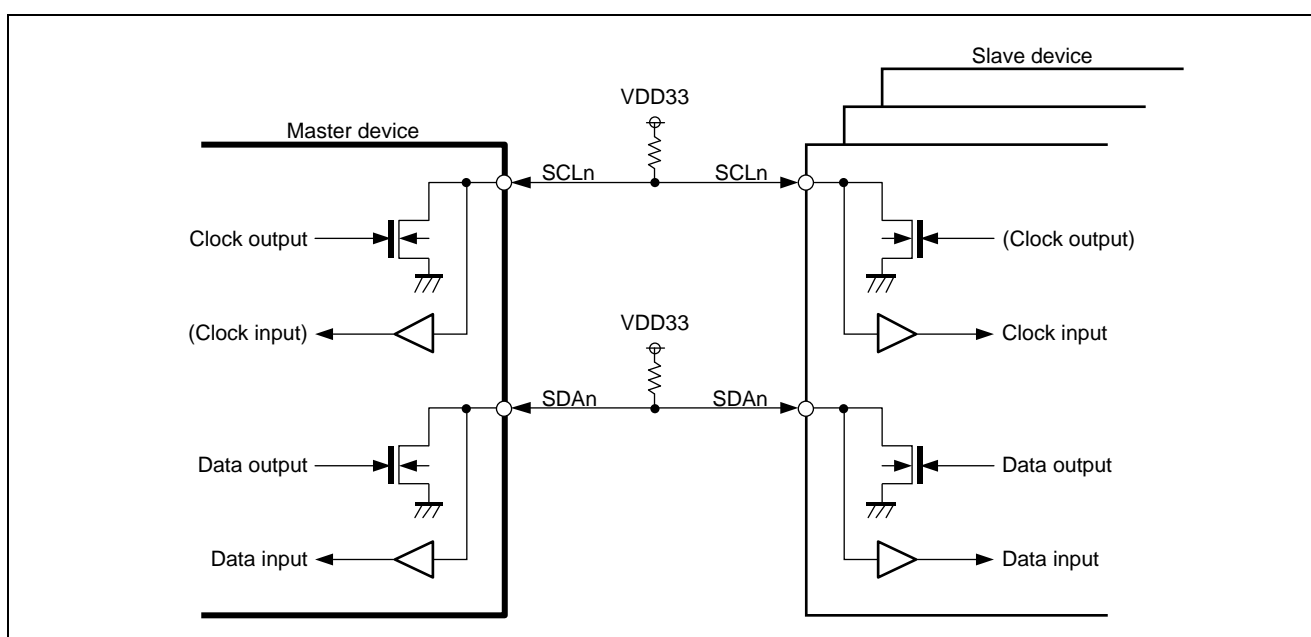 Slave device
VDD33
Master device
SCLn SCLn
Clock output (Clock output)
VDD33
(Clock input) Clock input
SDAn SDAn
Data output Data output
Data input Data input